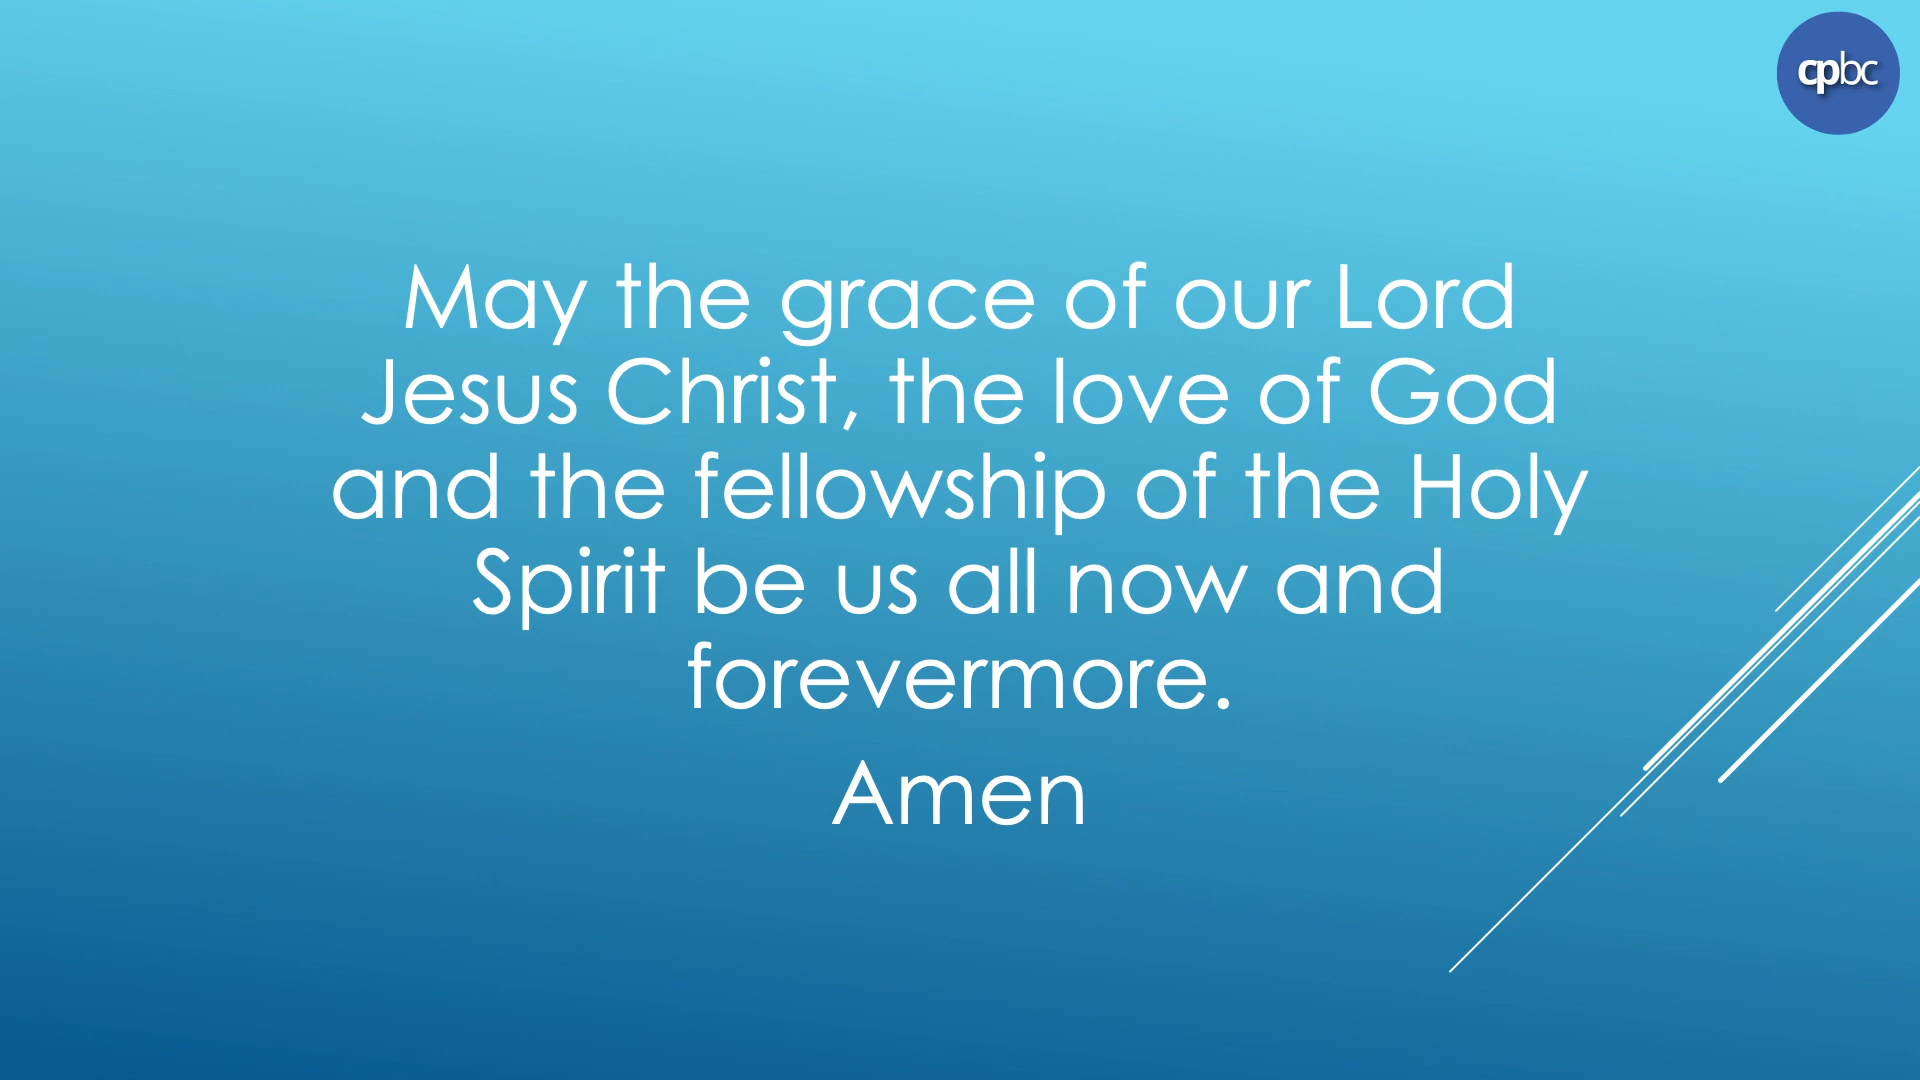 cpbc
May the grace of our Lord
Jesus Christ, the love of God
and the fellowship of the Holy
Spirit be us all now and
forevermore.
Amen